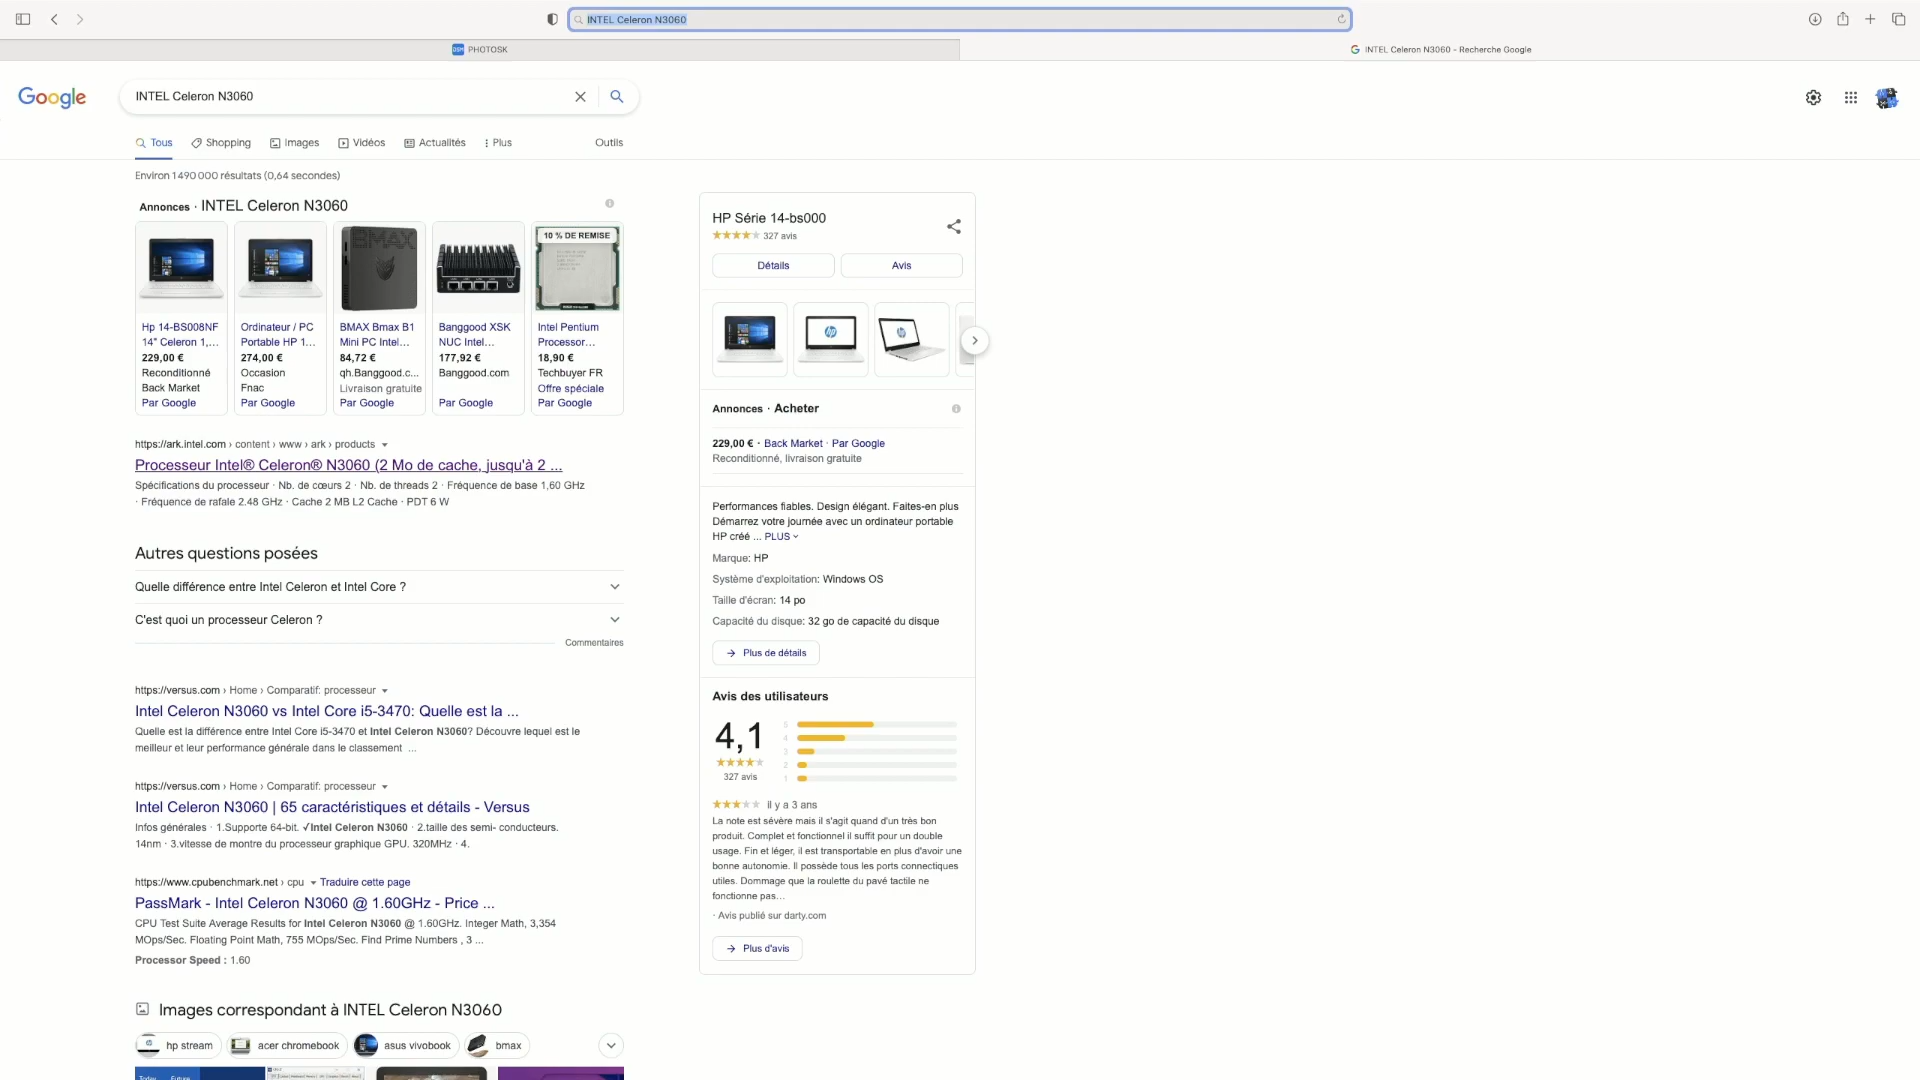 INTEL Celeron N3060
PHOTOSK
INTEL Celeron N3060 - Recherche Google
Google
INTEL Celeron N3060
Tous
Shopping
Images
Vidéos
Actualités
Plus
Outils
Environ 1 490 000 résultats (0,64 secondes)
Annonces · INTEL Celeron N3060
Hp 14-BS008NF
14" Celeron 1,...
229,00 €
Reconditionné
Back Market
Par Google
Ordinateur / PC
Portable HP 1...
274,00 €
Occasion
Fnac
Par Google
BMAX
BMAX Bmax B1
Mini PC Intel...
84,72 €
qh.Banggood.c...
Livraison gratuite
Par Google
Banggood XSK
NUC Intel...
177,92 €
Banggood.com
Par Google
10 % DE REMISE
Intel Pentium
Processor...
18,90 €
Techbuyer FR
Offre spéciale
Par Google
https://ark.intel.com › content › www › ark › products
Processeur Intel® Celeron® N3060 (2 Mo de cache, jusqu'à 2 ...
Spécifications du processeur · Nb. de cœurs 2 · Nb. de threads 2 · Fréquence de base 1,60 GHz
· Fréquence de rafale 2.48 GHz · Cache 2 MB L2 Cache · PDT 6 W
Autres questions posées
Quelle différence entre Intel Celeron et Intel Core ?
C'est quoi un processeur Celeron ?
Commentaires
https://versus.com › Home › Comparatif: processeur
Intel Celeron N3060 vs Intel Core i5-3470: Quelle est la ...
Quelle est la différence entre Intel Core i5-3470 et Intel Celeron N3060? Découvre lequel est le
meilleur et leur performance générale dans le classement ...
https://versus.com › Home › Comparatif: processeur
Intel Celeron N3060 | 65 caractéristiques et détails - Versus
Infos générales · 1.Supporte 64-bit. √Intel Celeron N3060 · 2.taille des semi- conducteurs.
14nm · 3.vitesse de montre du processeur graphique GPU. 320MHz · 4.
https://www.cpubenchmark.net › cpu
Traduire cette page
PassMark - Intel Celeron N3060 @ 1.60GHz - Price ...
CPU Test Suite Average Results for Intel Celeron N3060 @ 1.60GHz. Integer Math, 3,354
MOps/Sec. Floating Point Math, 755 MOps/Sec. Find Prime Numbers , 3 ...
Processor Speed : 1.60
Images correspondant à INTEL Celeron N3060
hp stream
acer chromebook
asus vivobook
bmax
HP Série 14-bs000
327 avis
Détails
Avis
Annonces · Acheter
229,00 € · Back Market · Par Google
Reconditionné, livraison gratuite
Performances fiables. Design élégant. Faites-en plus
Démarrez votre journée avec un ordinateur portable
HP créé ... PLUS
Marque: HP
Système d'exploitation: Windows OS
Taille d'écran: 14 po
Capacité du disque: 32 go de capacité du disque
Plus de détails
Avis des utilisateurs
4,1
327 avis
5
4
3
2
1
il y a 3 ans
La note est sévère mais il s'agit quand d'un très bon
produit. Complet et fonctionnel il suffit pour un double
usage. Fin et léger, il est transportable en plus d'avoir une
bonne autonomie. Il possède tous les ports connectiques
utiles. Dommage que la roulette du pavé tactile ne
fonctionne pas...
· Avis publié sur darty.com
Plus d'avis